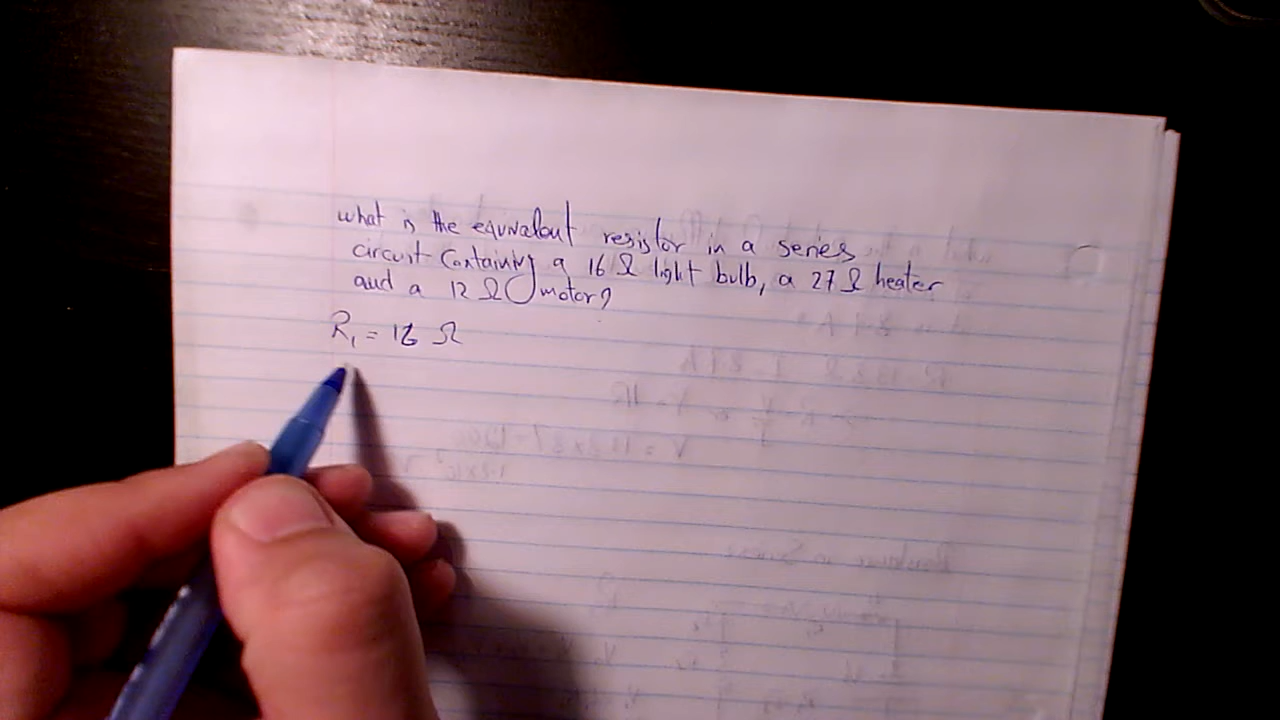 what is the equivalent resistor in a series
circuit containing a 16 Ω light bulb, a 27 Ω heater
and a 12 Ω motor?
R₁ = 16 Ω